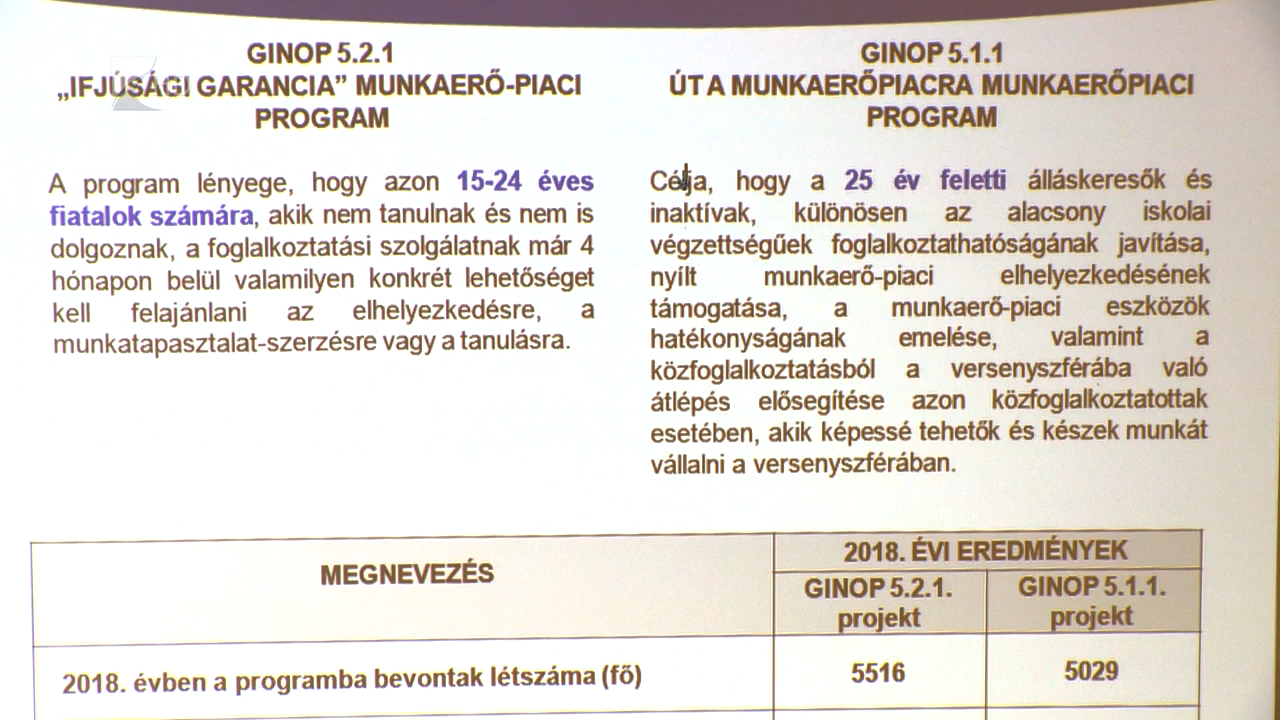 GINOP 5.2.1
„IFJÚSÁGI GARANCIA” MUNKAERŐ-PIACI
PROGRAM
A program lényege, hogy azon 15-24 éves
fiatalok számára, akik nem tanulnak és nem is
dolgoznak, a foglalkoztatási szolgálatnak már 4
hónapon belül valamilyen konkrét lehetőséget
kell felajánlani az elhelyezkedésre, a
munkatapasztalat-szerzésre vagy a tanulásra.
GINOP 5.1.1
ÚT A MUNKAERŐPIACRA MUNKAERŐPIACI
PROGRAM
Célja, hogy a 25 év feletti álláskeresők és
inaktívak, különösen az alacsony iskolai
végzettségűek foglalkoztathatóságának javítása,
nyílt munkaerő-piaci elhelyezkedésének
támogatása, a munkaerő-piaci eszközök
hatékonyságának emelése, valamint a
közfoglalkoztatásból a versenyszférába való
átlépés elősegítése azon közfoglalkoztatottak
esetében, akik képessé tehetők és készek munkát
vállalni a versenyszférában.
MEGNEVEZÉS
2018. ÉVI EREDMÉNYEK
GINOP 5.2.1.
projekt
GINOP 5.1.1.
projekt
2018. évben a programba bevontak létszáma (fő)
5516
5029